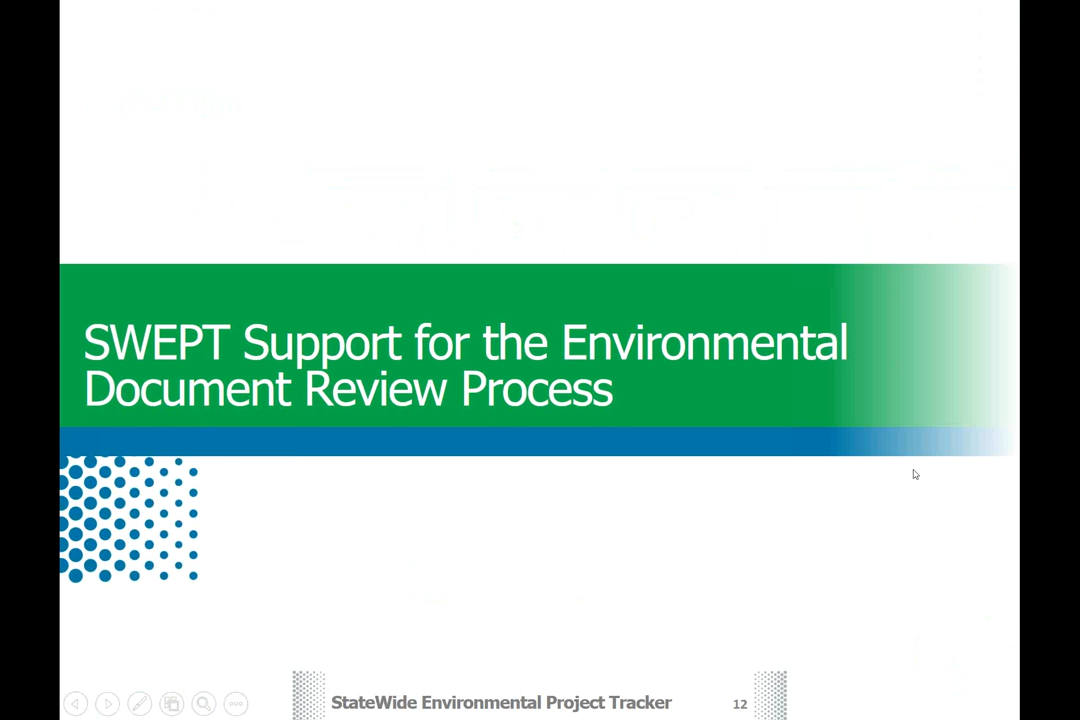 SWEPT Support for the Environmental
Document Review Process
StateWide Environmental Project Tracker 12